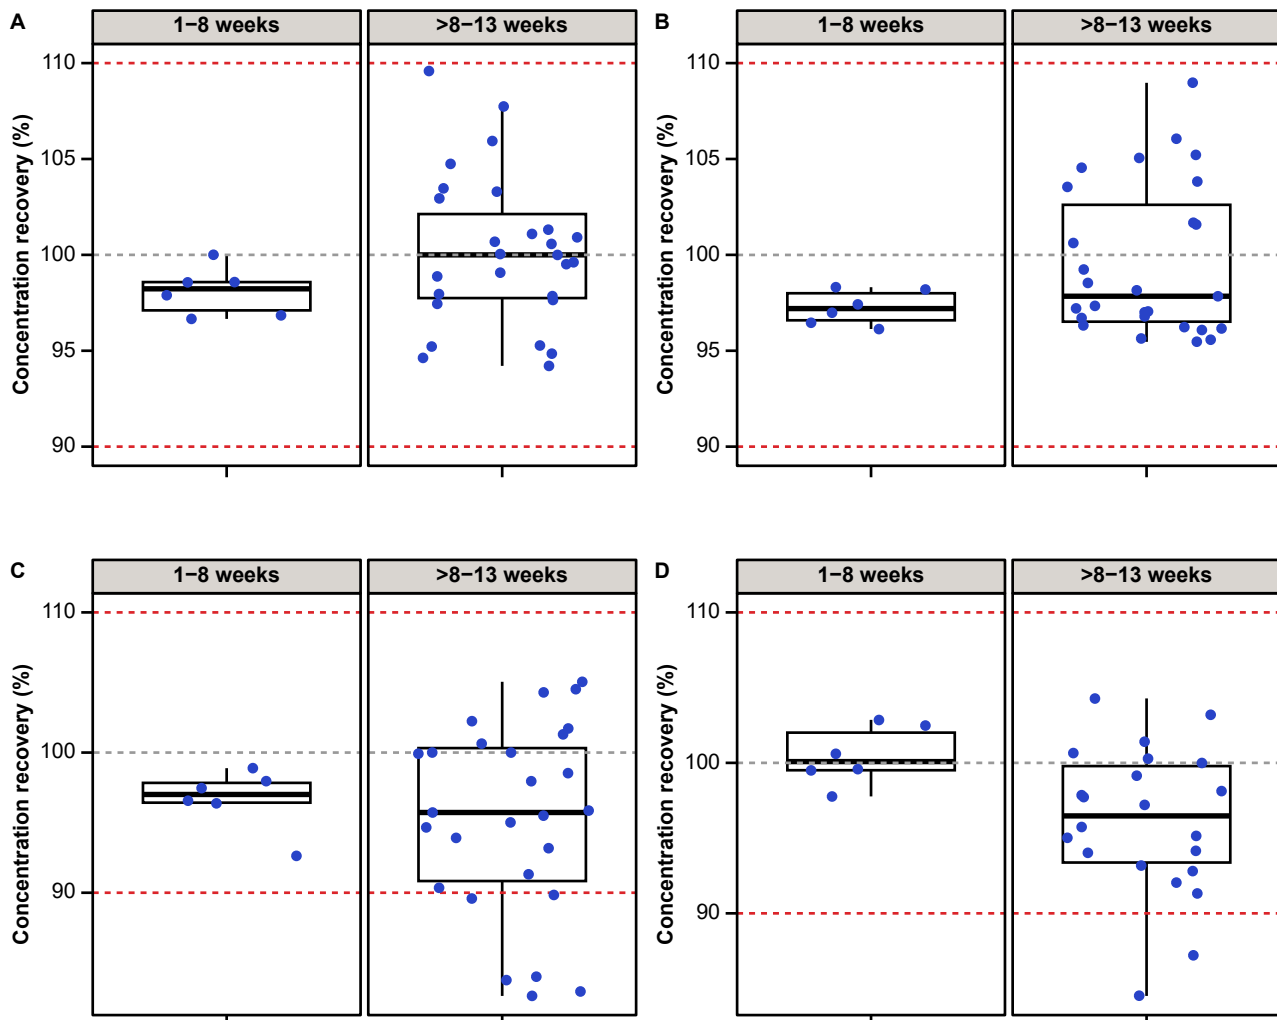 A
1–8 weeks
>8–13 weeks
Concentration recovery (%)
110
105
100
95
90
B
1–8 weeks
>8–13 weeks
Concentration recovery (%)
110
105
100
95
90
C
1–8 weeks
>8–13 weeks
Concentration recovery (%)
110
100
90
D
1–8 weeks
>8–13 weeks
Concentration recovery (%)
110
100
90